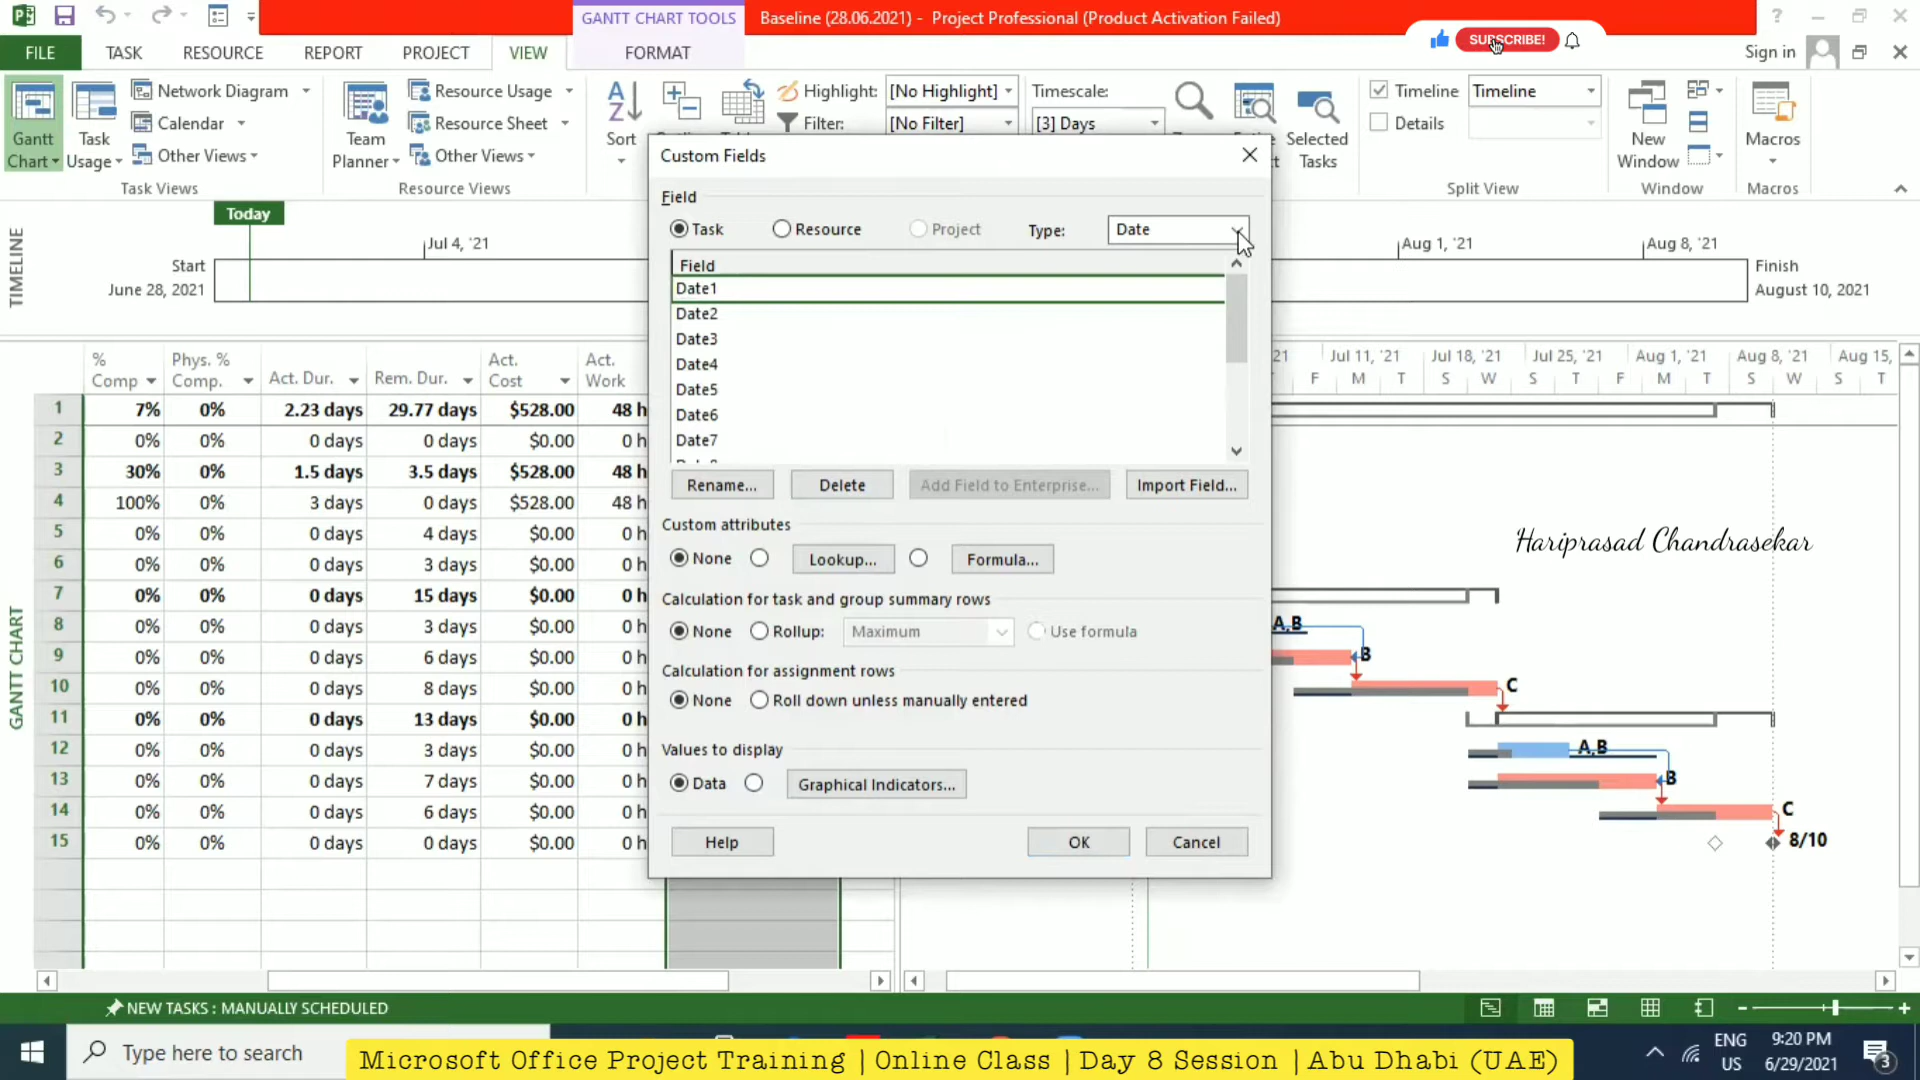 GANTT CHART TOOLS
Baseline (28.06.2021) - Project Professional (Product Activation Failed)
SUBSCRIBE!
FILE TASK RESOURCE REPORT PROJECT VIEW FORMAT Sign in
Gantt Chart
Task Usage
Network Diagram
Calendar
Other Views
Task Views
Team Planner
Resource Usage
Resource Sheet
Other Views
Resource Views
Sort
Highlight: [No Highlight]
Filter: [No Filter]
Timescale:
[3] Days
Selected Tasks
Timeline Timeline
Details
Split View
New Window
Window
Macros
Macros
TIMELINE
Today
Start
June 28, 2021
Jul 4, '21
Aug 1, '21
Aug 8, '21
Finish
August 10, 2021
Custom Fields
Field
Task Resource Project Type: Date
Field
Date1
Date2
Date3
Date4
Date5
Date6
Date7
Rename... Delete Add Field to Enterprise... Import Field...
Custom attributes
None Lookup... Formula...
Calculation for task and group summary rows
None Rollup: Maximum Use formula
Calculation for assignment rows
None Roll down unless manually entered
Values to display
Data Graphical Indicators...
Help OK Cancel
GANTT CHART
% Comp Phys. % Comp. Act. Dur. Rem. Dur. Act. Cost Act. Work
1 7% 0% 2.23 days 29.77 days $528.00 48 h
2 0% 0% 0 days 0 days $0.00 0 h
3 30% 0% 1.5 days 3.5 days $528.00 48 h
4 100% 0% 3 days 0 days $528.00 48 h
5 0% 0% 0 days 4 days $0.00 0 h
6 0% 0% 0 days 3 days $0.00 0 h
7 0% 0% 0 days 15 days $0.00 0 h
8 0% 0% 0 days 3 days $0.00 0 h
9 0% 0% 0 days 6 days $0.00 0 h
10 0% 0% 0 days 8 days $0.00 0 h
11 0% 0% 0 days 13 days $0.00 0 h
12 0% 0% 0 days 3 days $0.00 0 h
13 0% 0% 0 days 7 days $0.00 0 h
14 0% 0% 0 days 6 days $0.00 0 h
15 0% 0% 0 days 0 days $0.00 0 h
21 Jul 11, '21 Jul 18, '21 Jul 25, '21 Aug 1, '21 Aug 8, '21 Aug 15,
T F M T S W S T F M T S W S T
Hariprasad Chandrasekar
A,B
B
C
A,B
B
C
8/10
NEW TASKS : MANUALLY SCHEDULED
Type here to search
Microsoft Office Project Training | Online Class | Day 8 Session | Abu Dhabi (UAE)
ENG
US
9:20 PM
6/29/2021
3